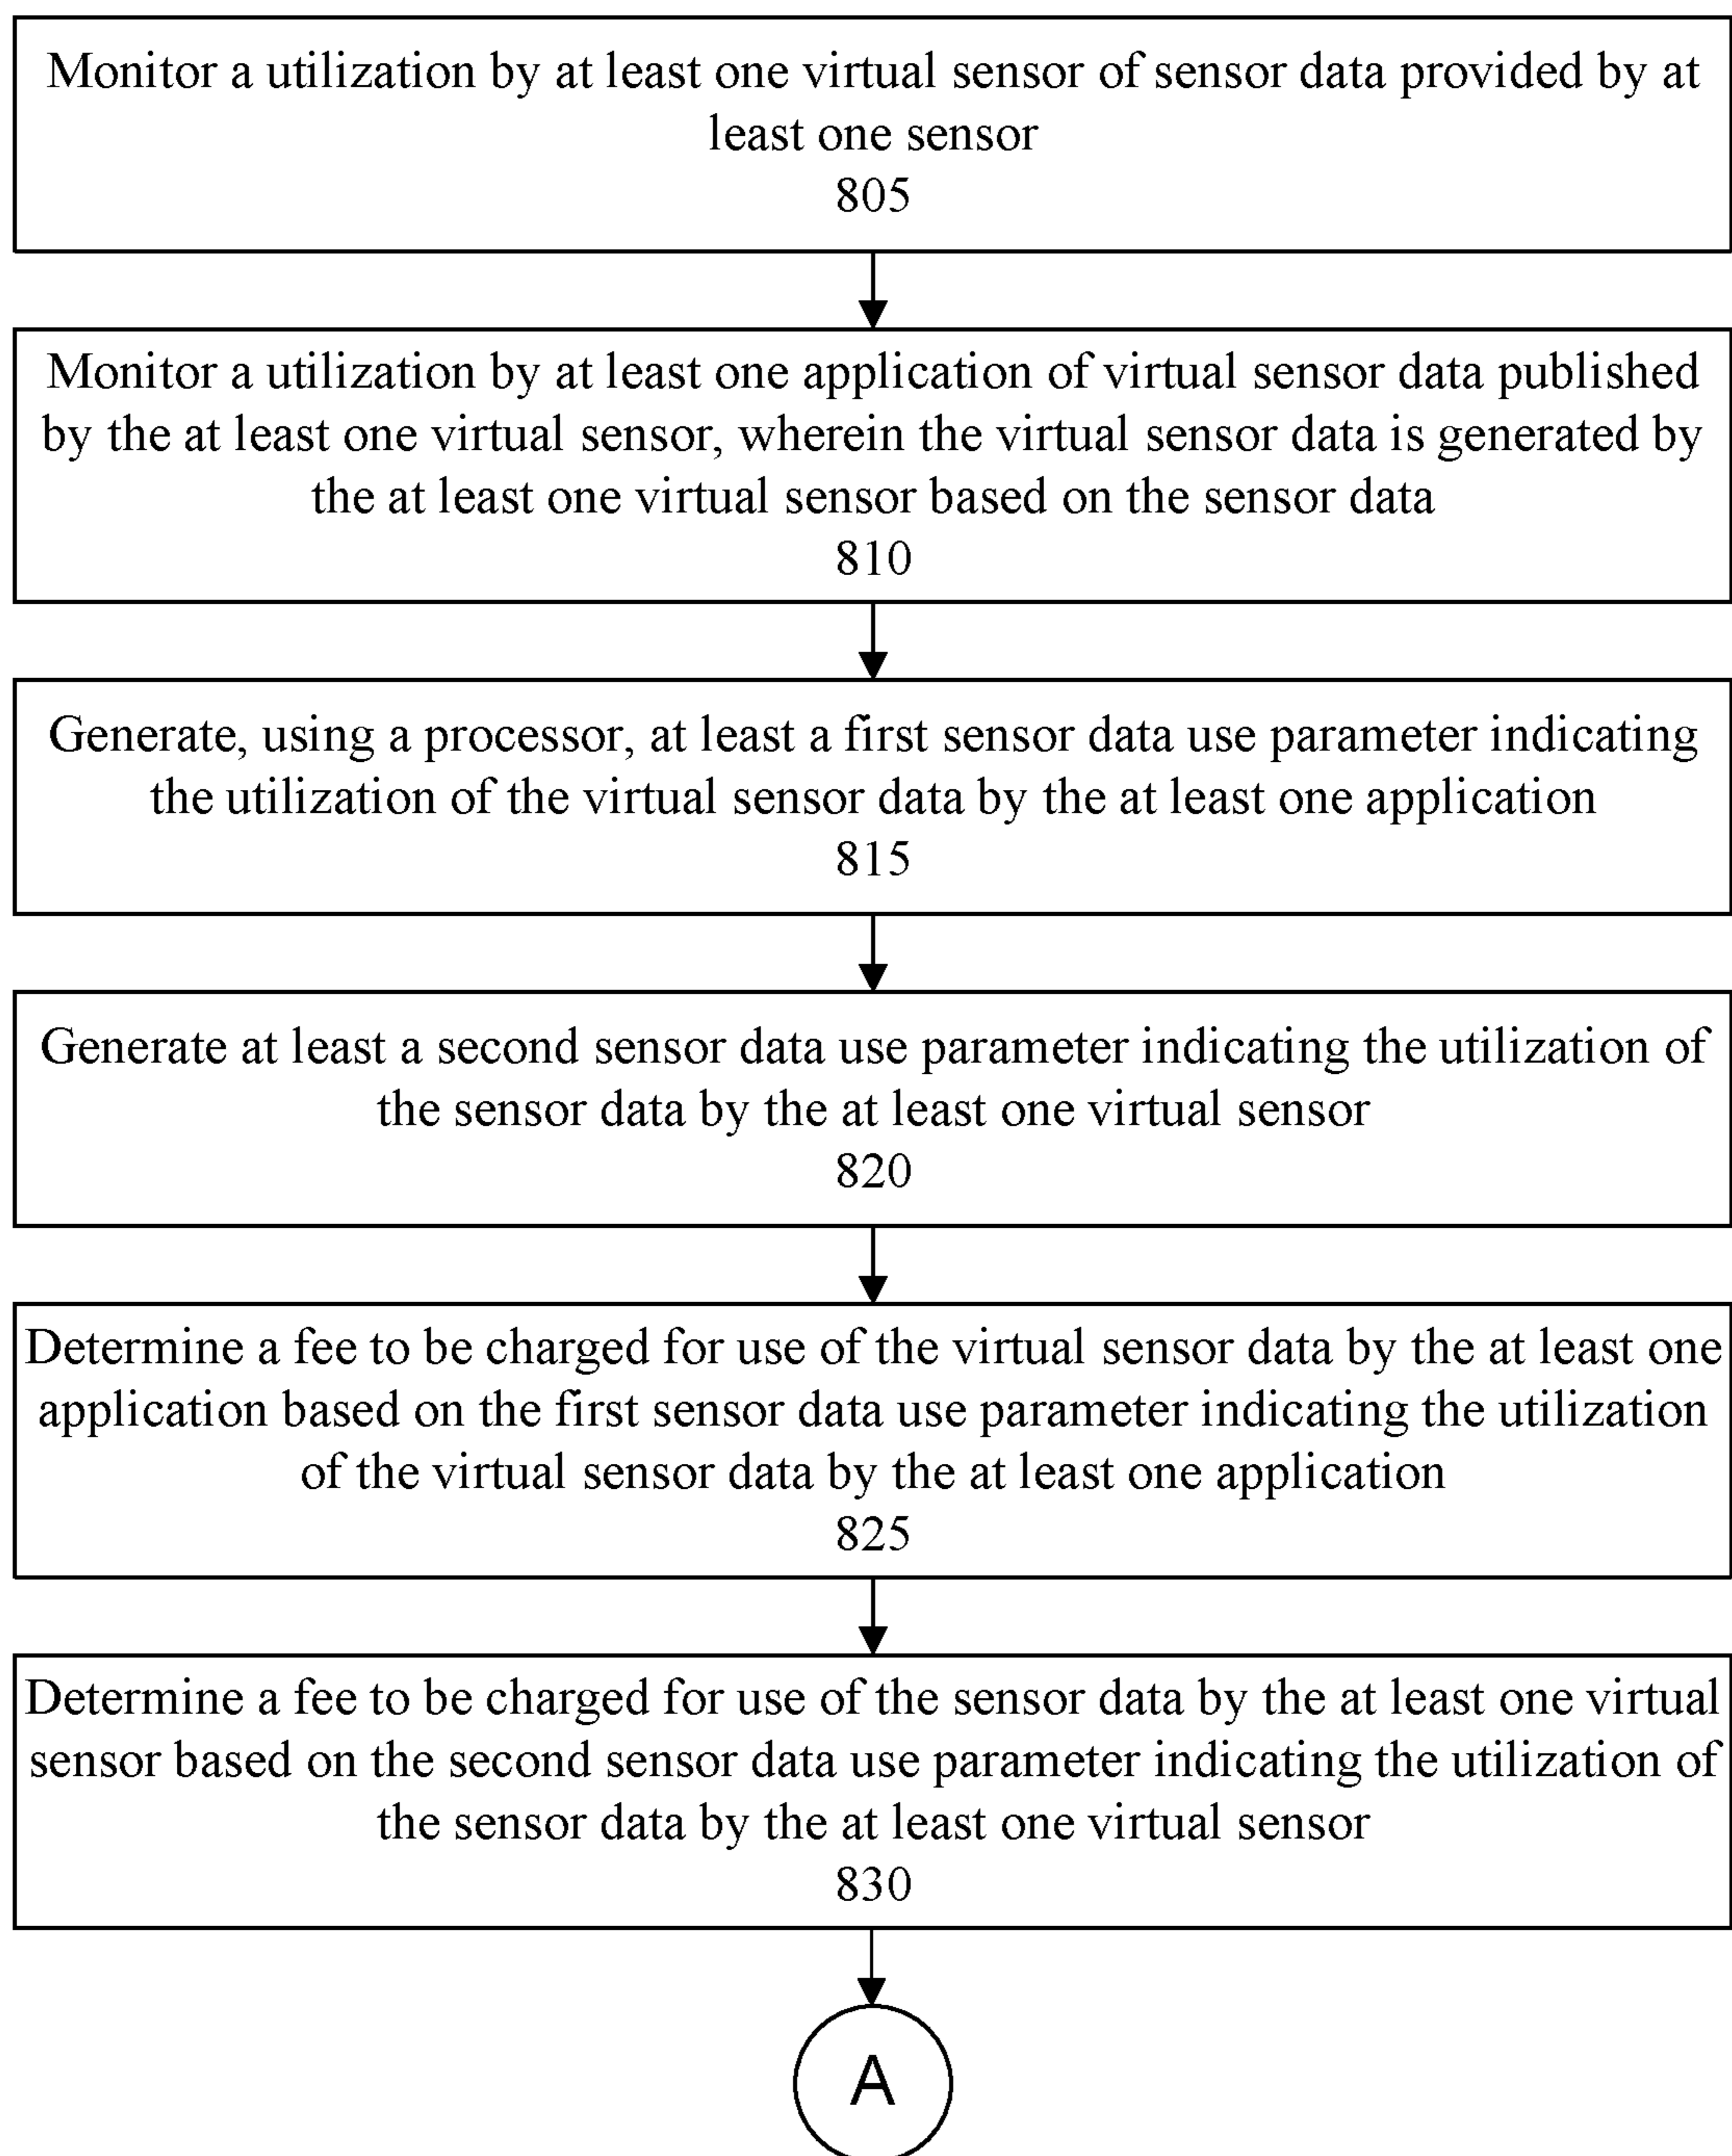 Monitor a utilization by at least one virtual sensor of sensor data provided by at
least one sensor
805
Monitor a utilization by at least one application of virtual sensor data published
by the at least one virtual sensor, wherein the virtual sensor data is generated by
the at least one virtual sensor based on the sensor data
810
Generate, using a processor, at least a first sensor data use parameter indicating
the utilization of the virtual sensor data by the at least one application
815
Generate at least a second sensor data use parameter indicating the utilization of
the sensor data by the at least one virtual sensor
820
Determine a fee to be charged for use of the virtual sensor data by the at least one
application based on the first sensor data use parameter indicating the utilization
of the virtual sensor data by the at least one application
825
Determine a fee to be charged for use of the sensor data by the at least one virtual
sensor based on the second sensor data use parameter indicating the utilization of
the sensor data by the at least one virtual sensor
830
A